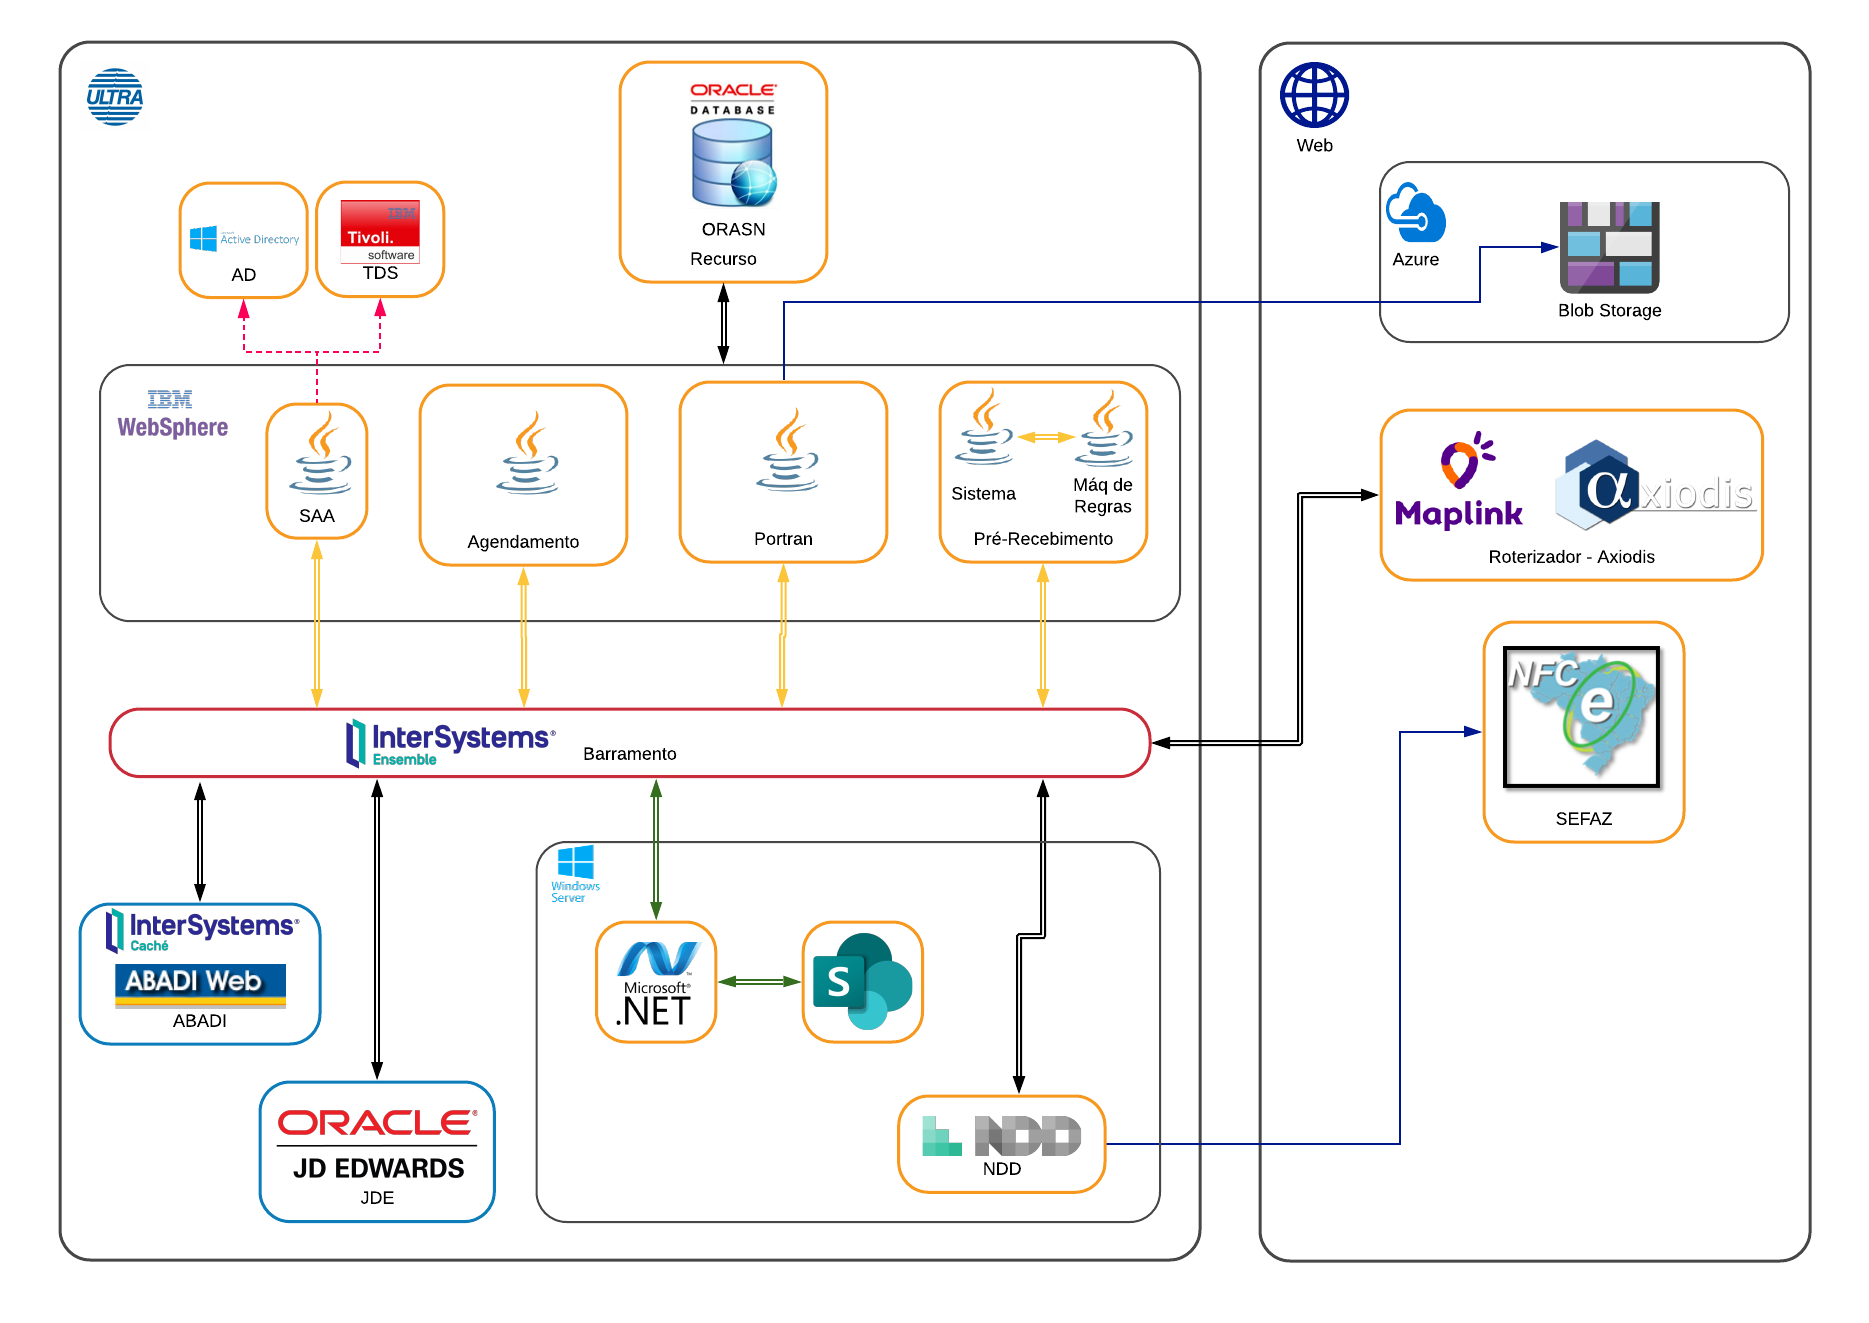 ULTRA
ORACLE
DATABASE
ORASN
Recurso
Active Directory
AD
IBM
Tivoli.
software
TDS
Web
Azure
Blob Storage
IBM
WebSphere
SAA
Agendamento
Portran
Sistema
Máq de
Regras
Pré-Recebimento
Maplink
αxiodis
Roterizador - Axiodis
InterSystems®
Ensemble
Barramento
NFC
e
SEFAZ
Windows
Server
InterSystems®
Caché
ABADI Web
ABADI
Microsoft®
.NET
S
ORACLE®
JD EDWARDS
JDE
NDD
NDD